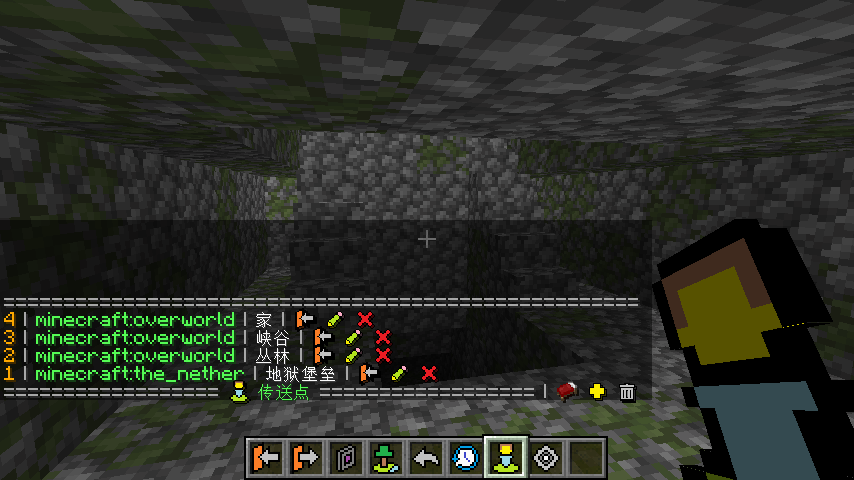 4 | minecraft:overworld | 家 |
3 | minecraft:overworld | 峡谷 |
2 | minecraft:overworld | 丛林 |
1 | minecraft:the_nether | 地狱堡垒 |
传送点 |